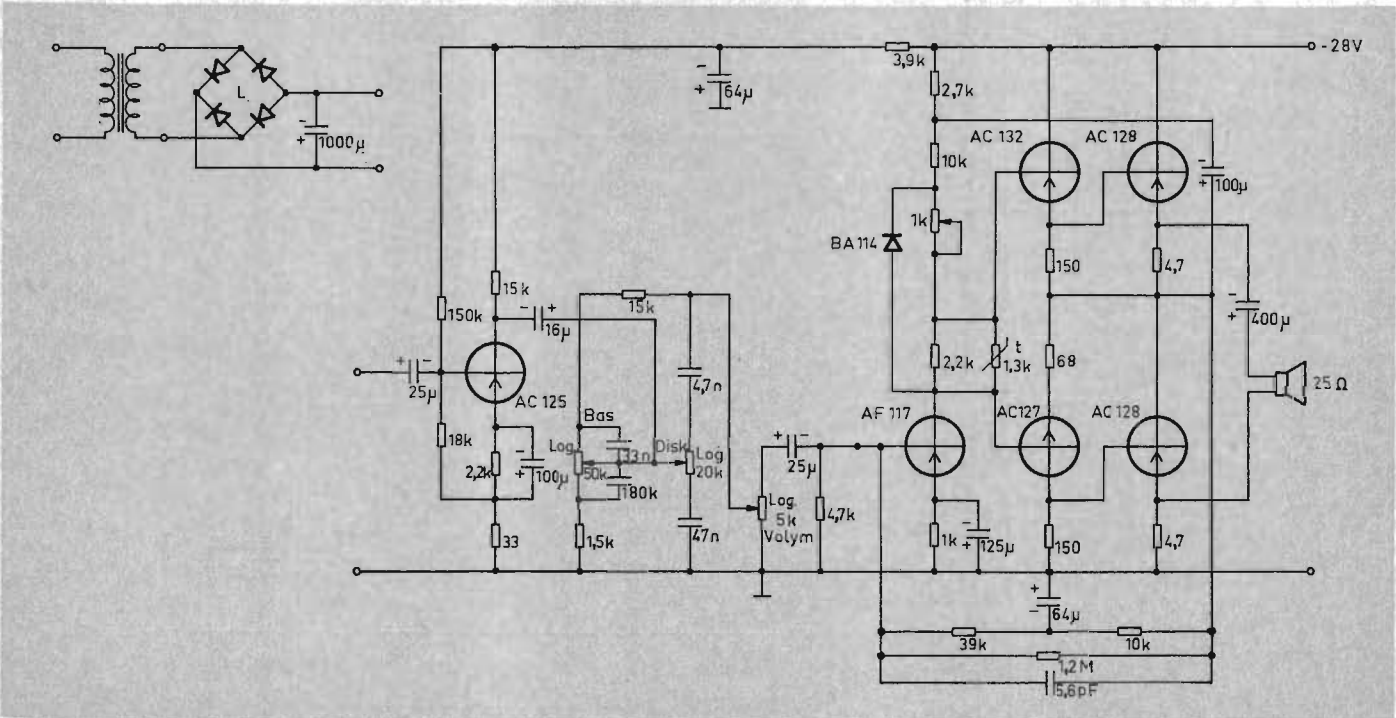 L
1000µ
64µ
3,9k
-28V
2,7k
AC 132
AC 128
10k
100µ
1k
BA 114
150
4,7
15k
150k
16µ
15k
2,2k
t
1,3k
68
400µ
25 Ω
25µ
AC 125
4,7n
AF 117
AC127
AC 128
Bas
18k
Log
33n
Disk
Log
25µ
2,2k
100µ
50k
20k
180k
Log
4,7k
5k
33
1,5k
47n
Volym
1k
125µ
150
4,7
64µ
39k
10k
1,2M
5,6pF